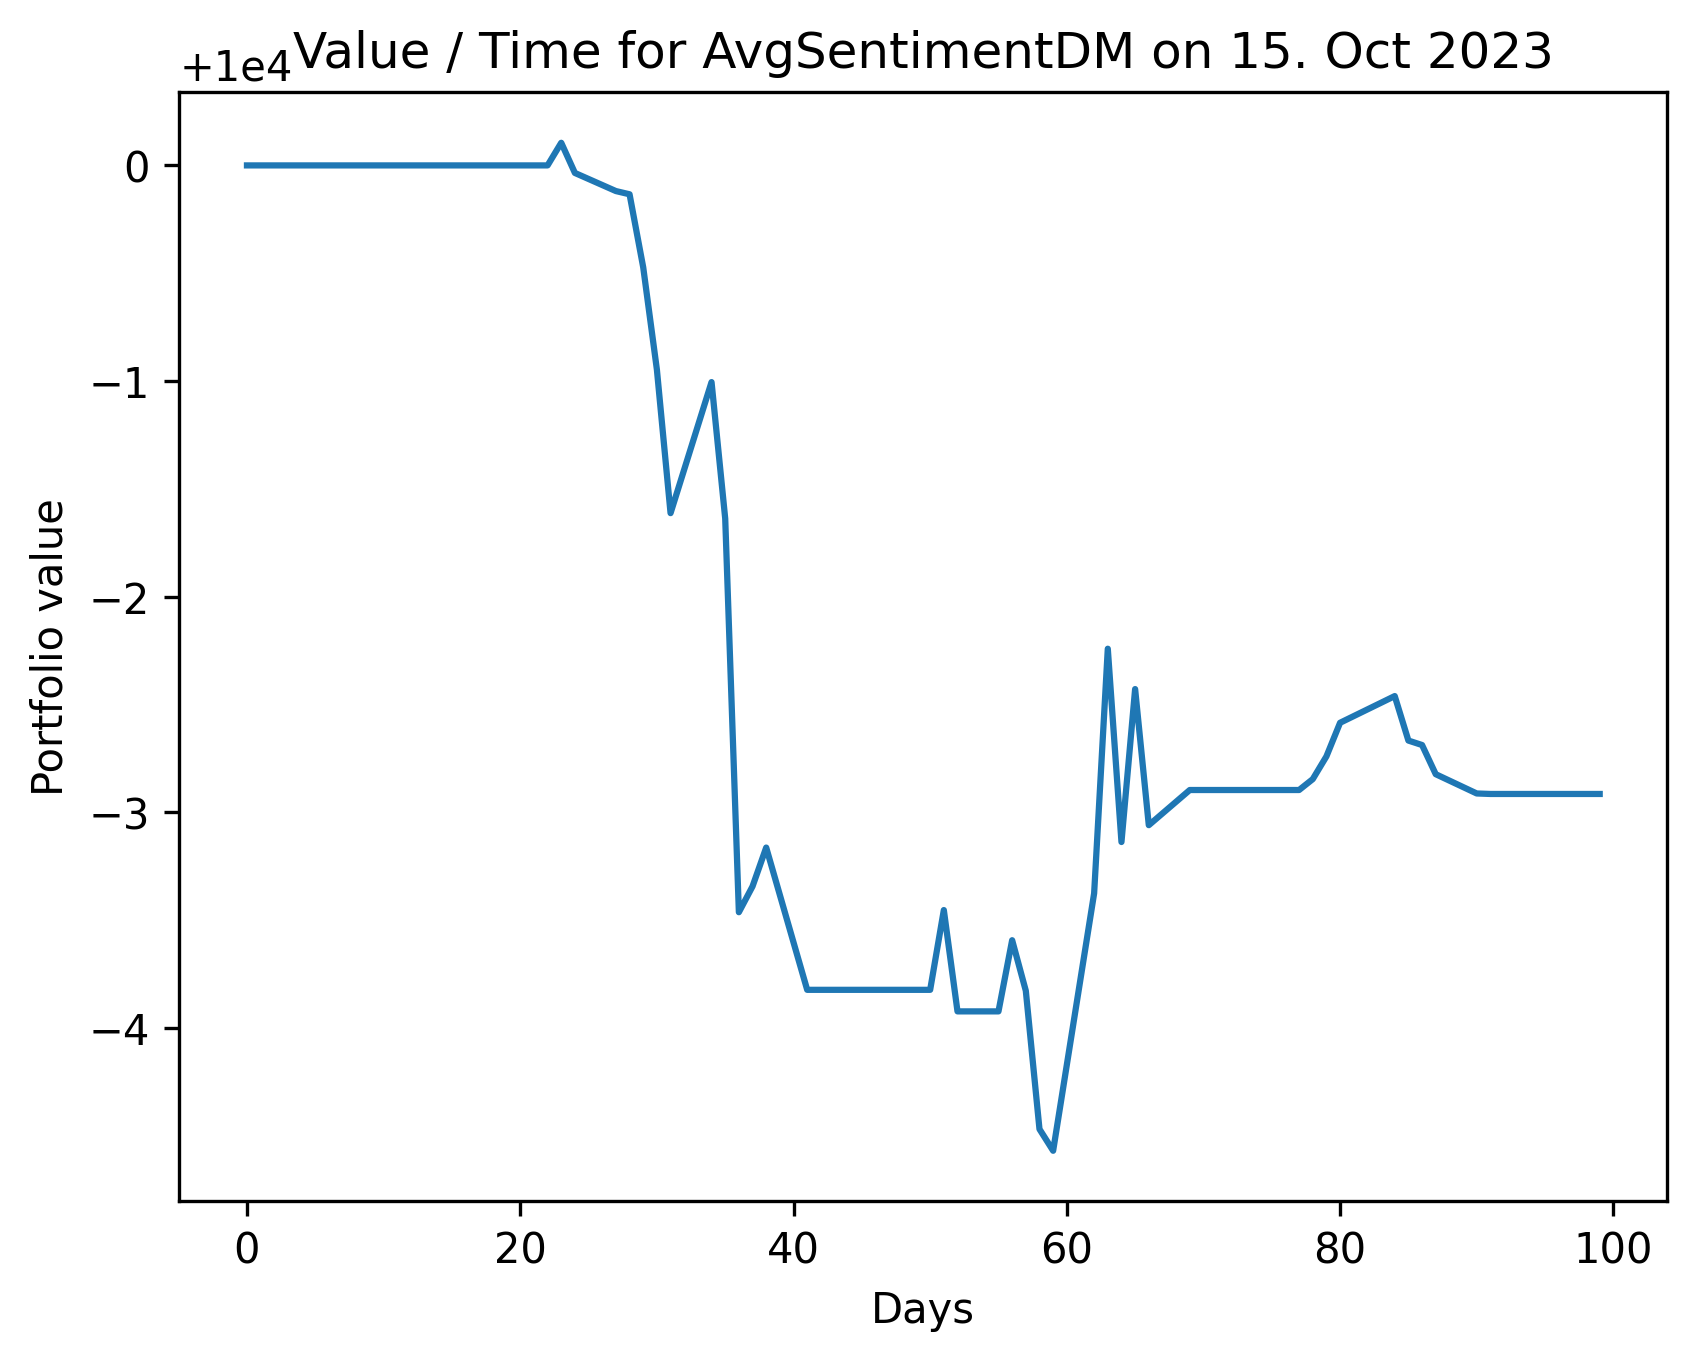 Value / Time for AvgSentimentDM on 15. Oct 2023
+1e4
0
−1
−2
−3
−4
Portfolio value
0 20 40 60 80 100
Days